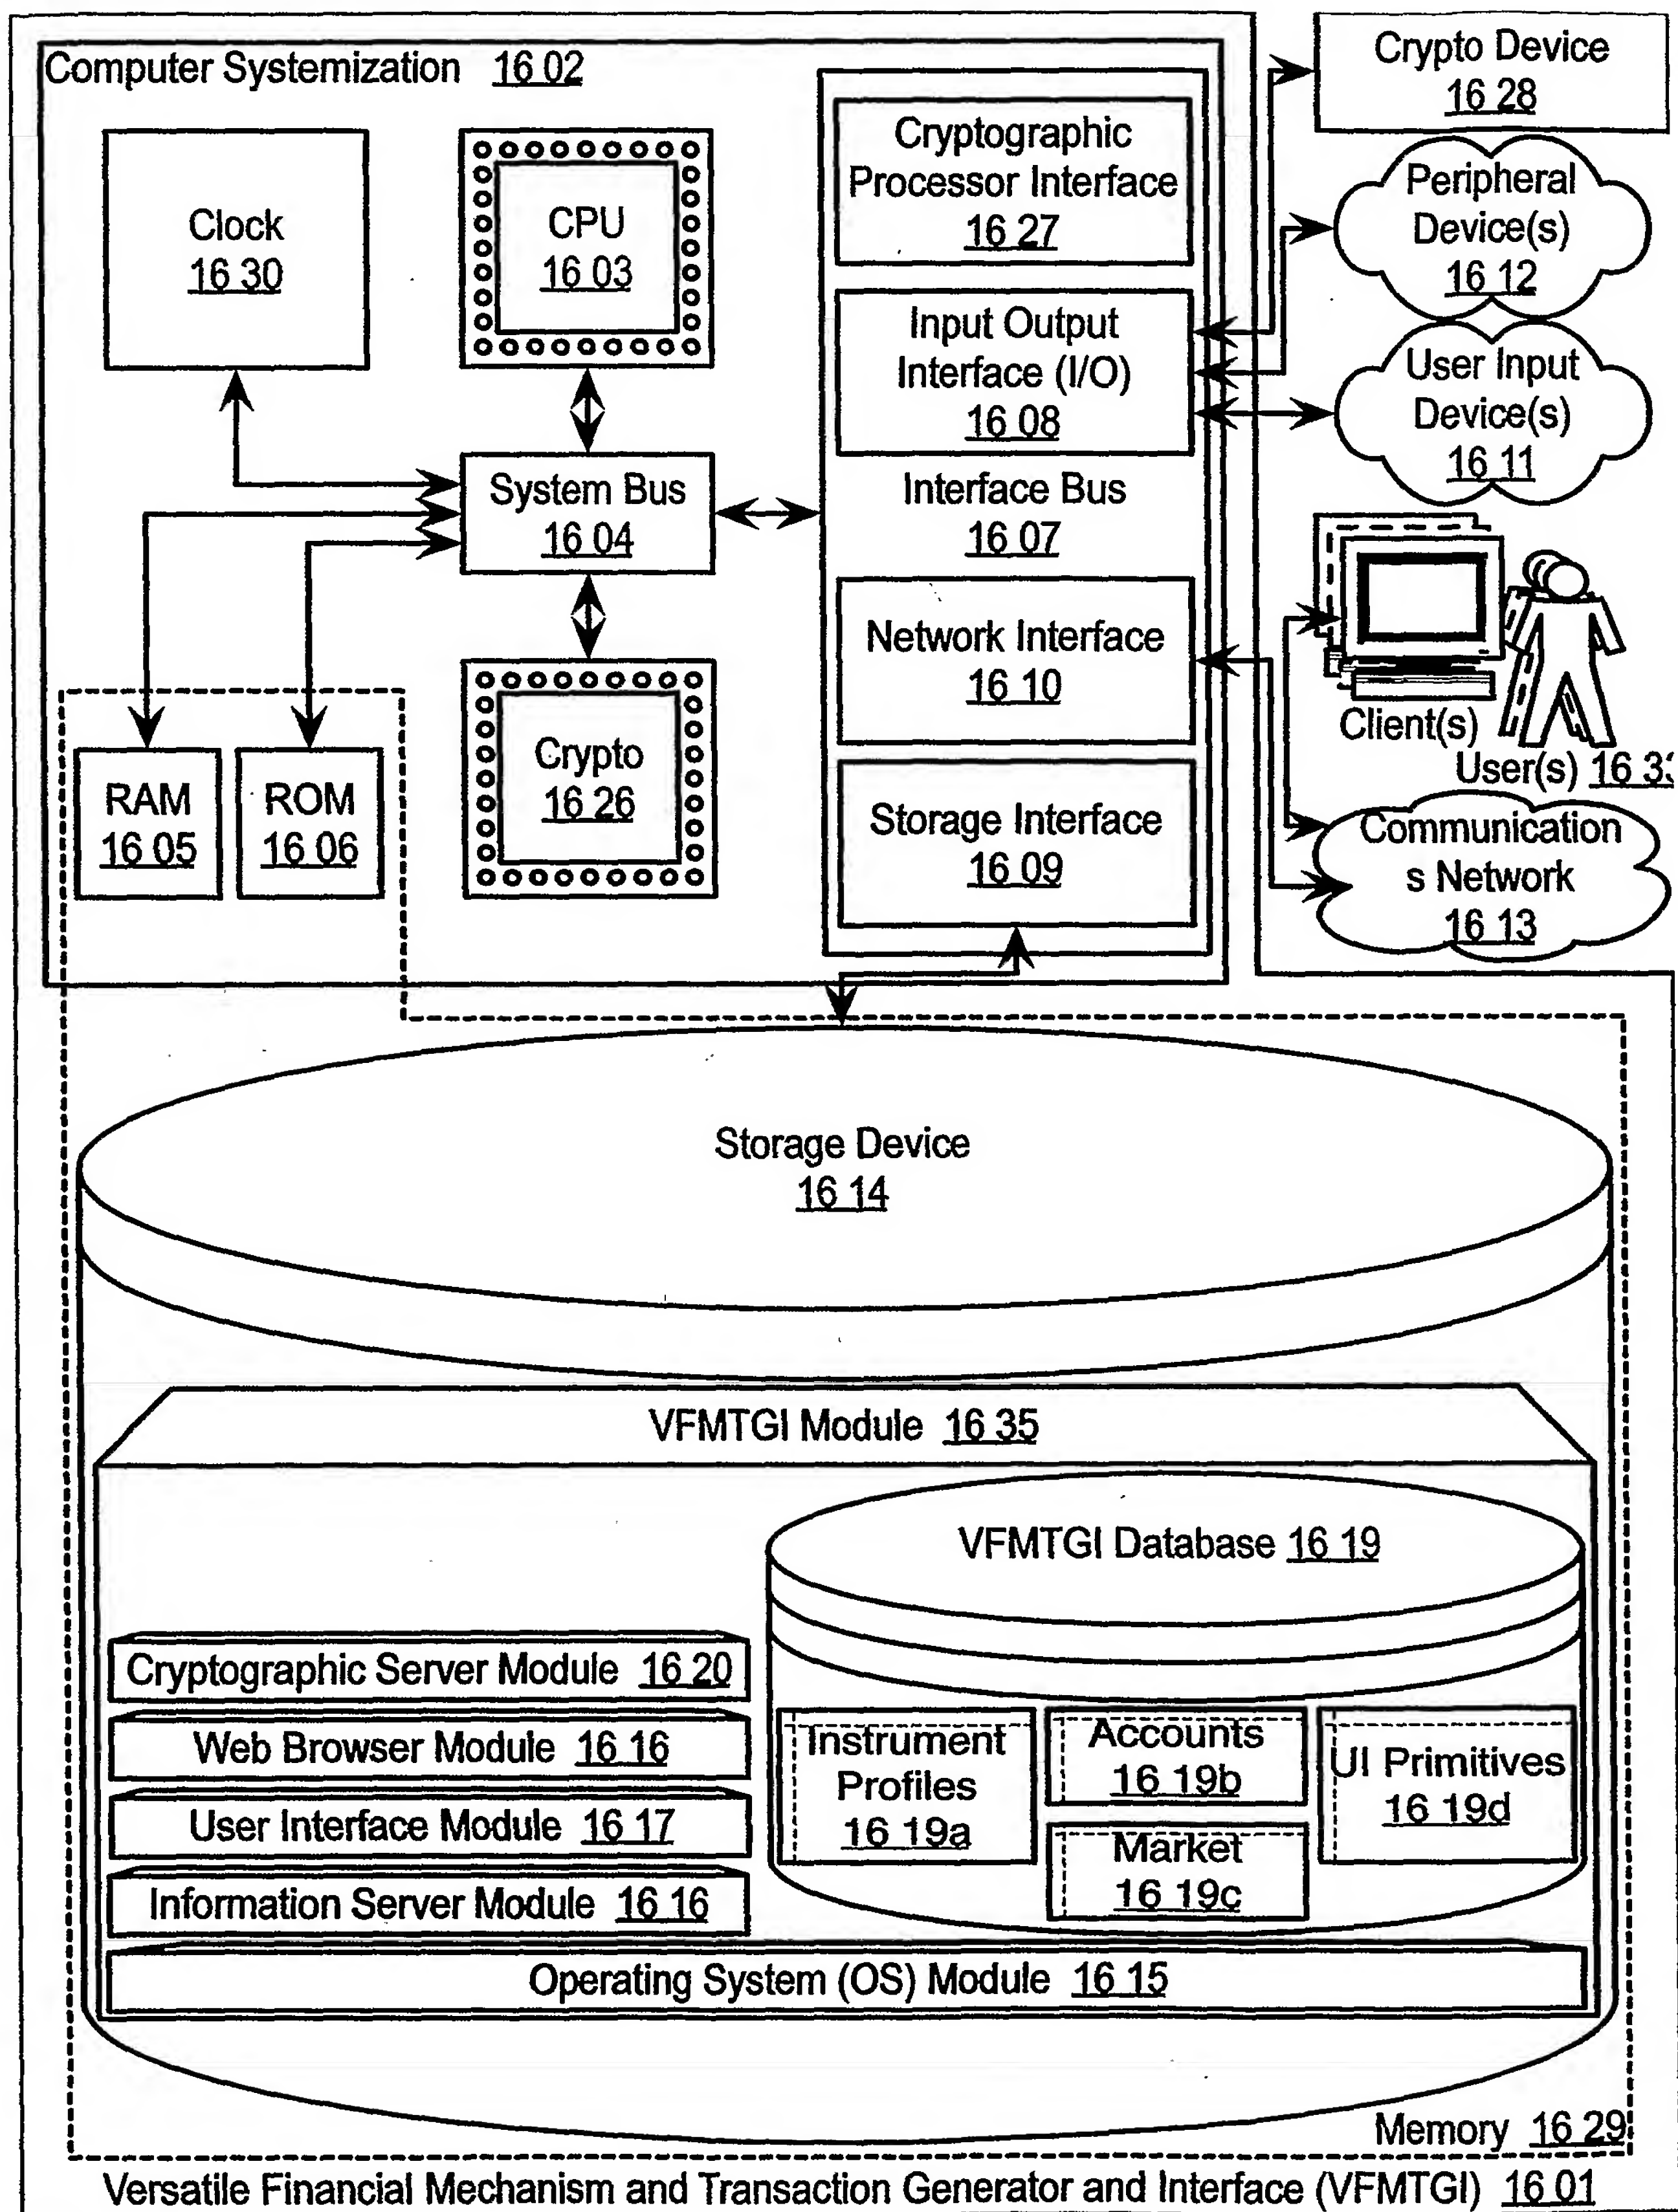 Computer Systemization 16 02
Clock
16 30
CPU
16 03
System Bus
16 04
RAM
16 05
ROM
16 06
Crypto
16 26
Cryptographic
Processor Interface
16 27
Input Output
Interface (I/O)
16 08
Interface Bus
16 07
Network Interface
16 10
Storage Interface
16 09
Crypto Device
16 28
Peripheral
Device(s)
16 12
User Input
Device(s)
16 11
Client(s)
User(s) 16 3
Communication
s Network
16 13
Storage Device
16 14
VFMTGI Module 16 35
VFMTGI Database 16 19
Cryptographic Server Module 16 20
Web Browser Module 16 16
User Interface Module 16 17
Information Server Module 16 16
Instrument
Profiles
16 19a
Accounts
16 19b
Market
16 19c
UI Primitives
16 19d
Operating System (OS) Module 16 15
Memory 16 29
Versatile Financial Mechanism and Transaction Generator and Interface (VFMTGI) 16 01